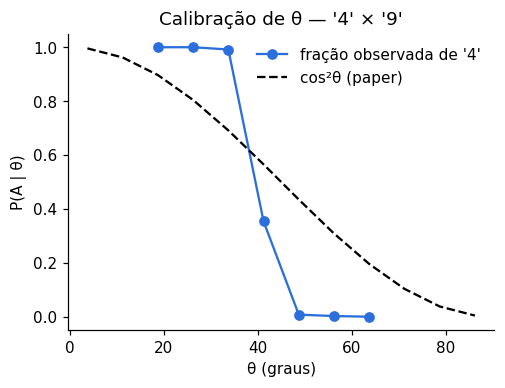 Calibração de θ — '4' × '9'
fração observada de '4'
cos²θ (paper)
P(A | θ)
1.0
0.8
0.6
0.4
0.2
0.0
0 20 40 60 80
θ (graus)